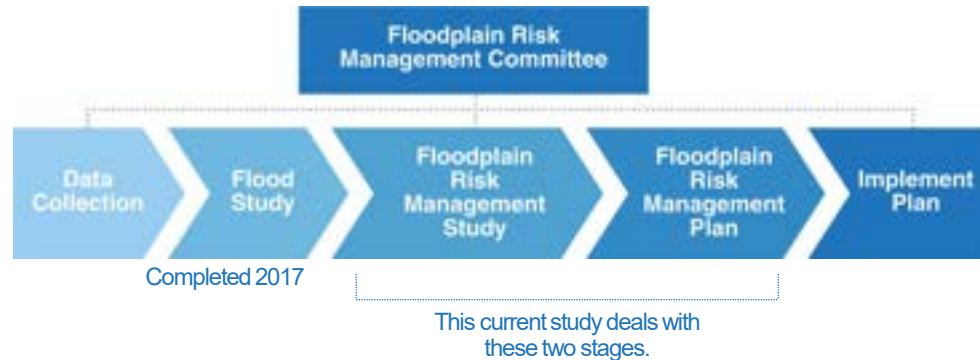 Floodplain Risk
Management Committee
Data
Collection
Flood
Study
Floodplain
Risk
Management
Study
Floodplain
Risk
Management
Plan
Implement
Plan
Completed 2017
This current study deals with
these two stages.